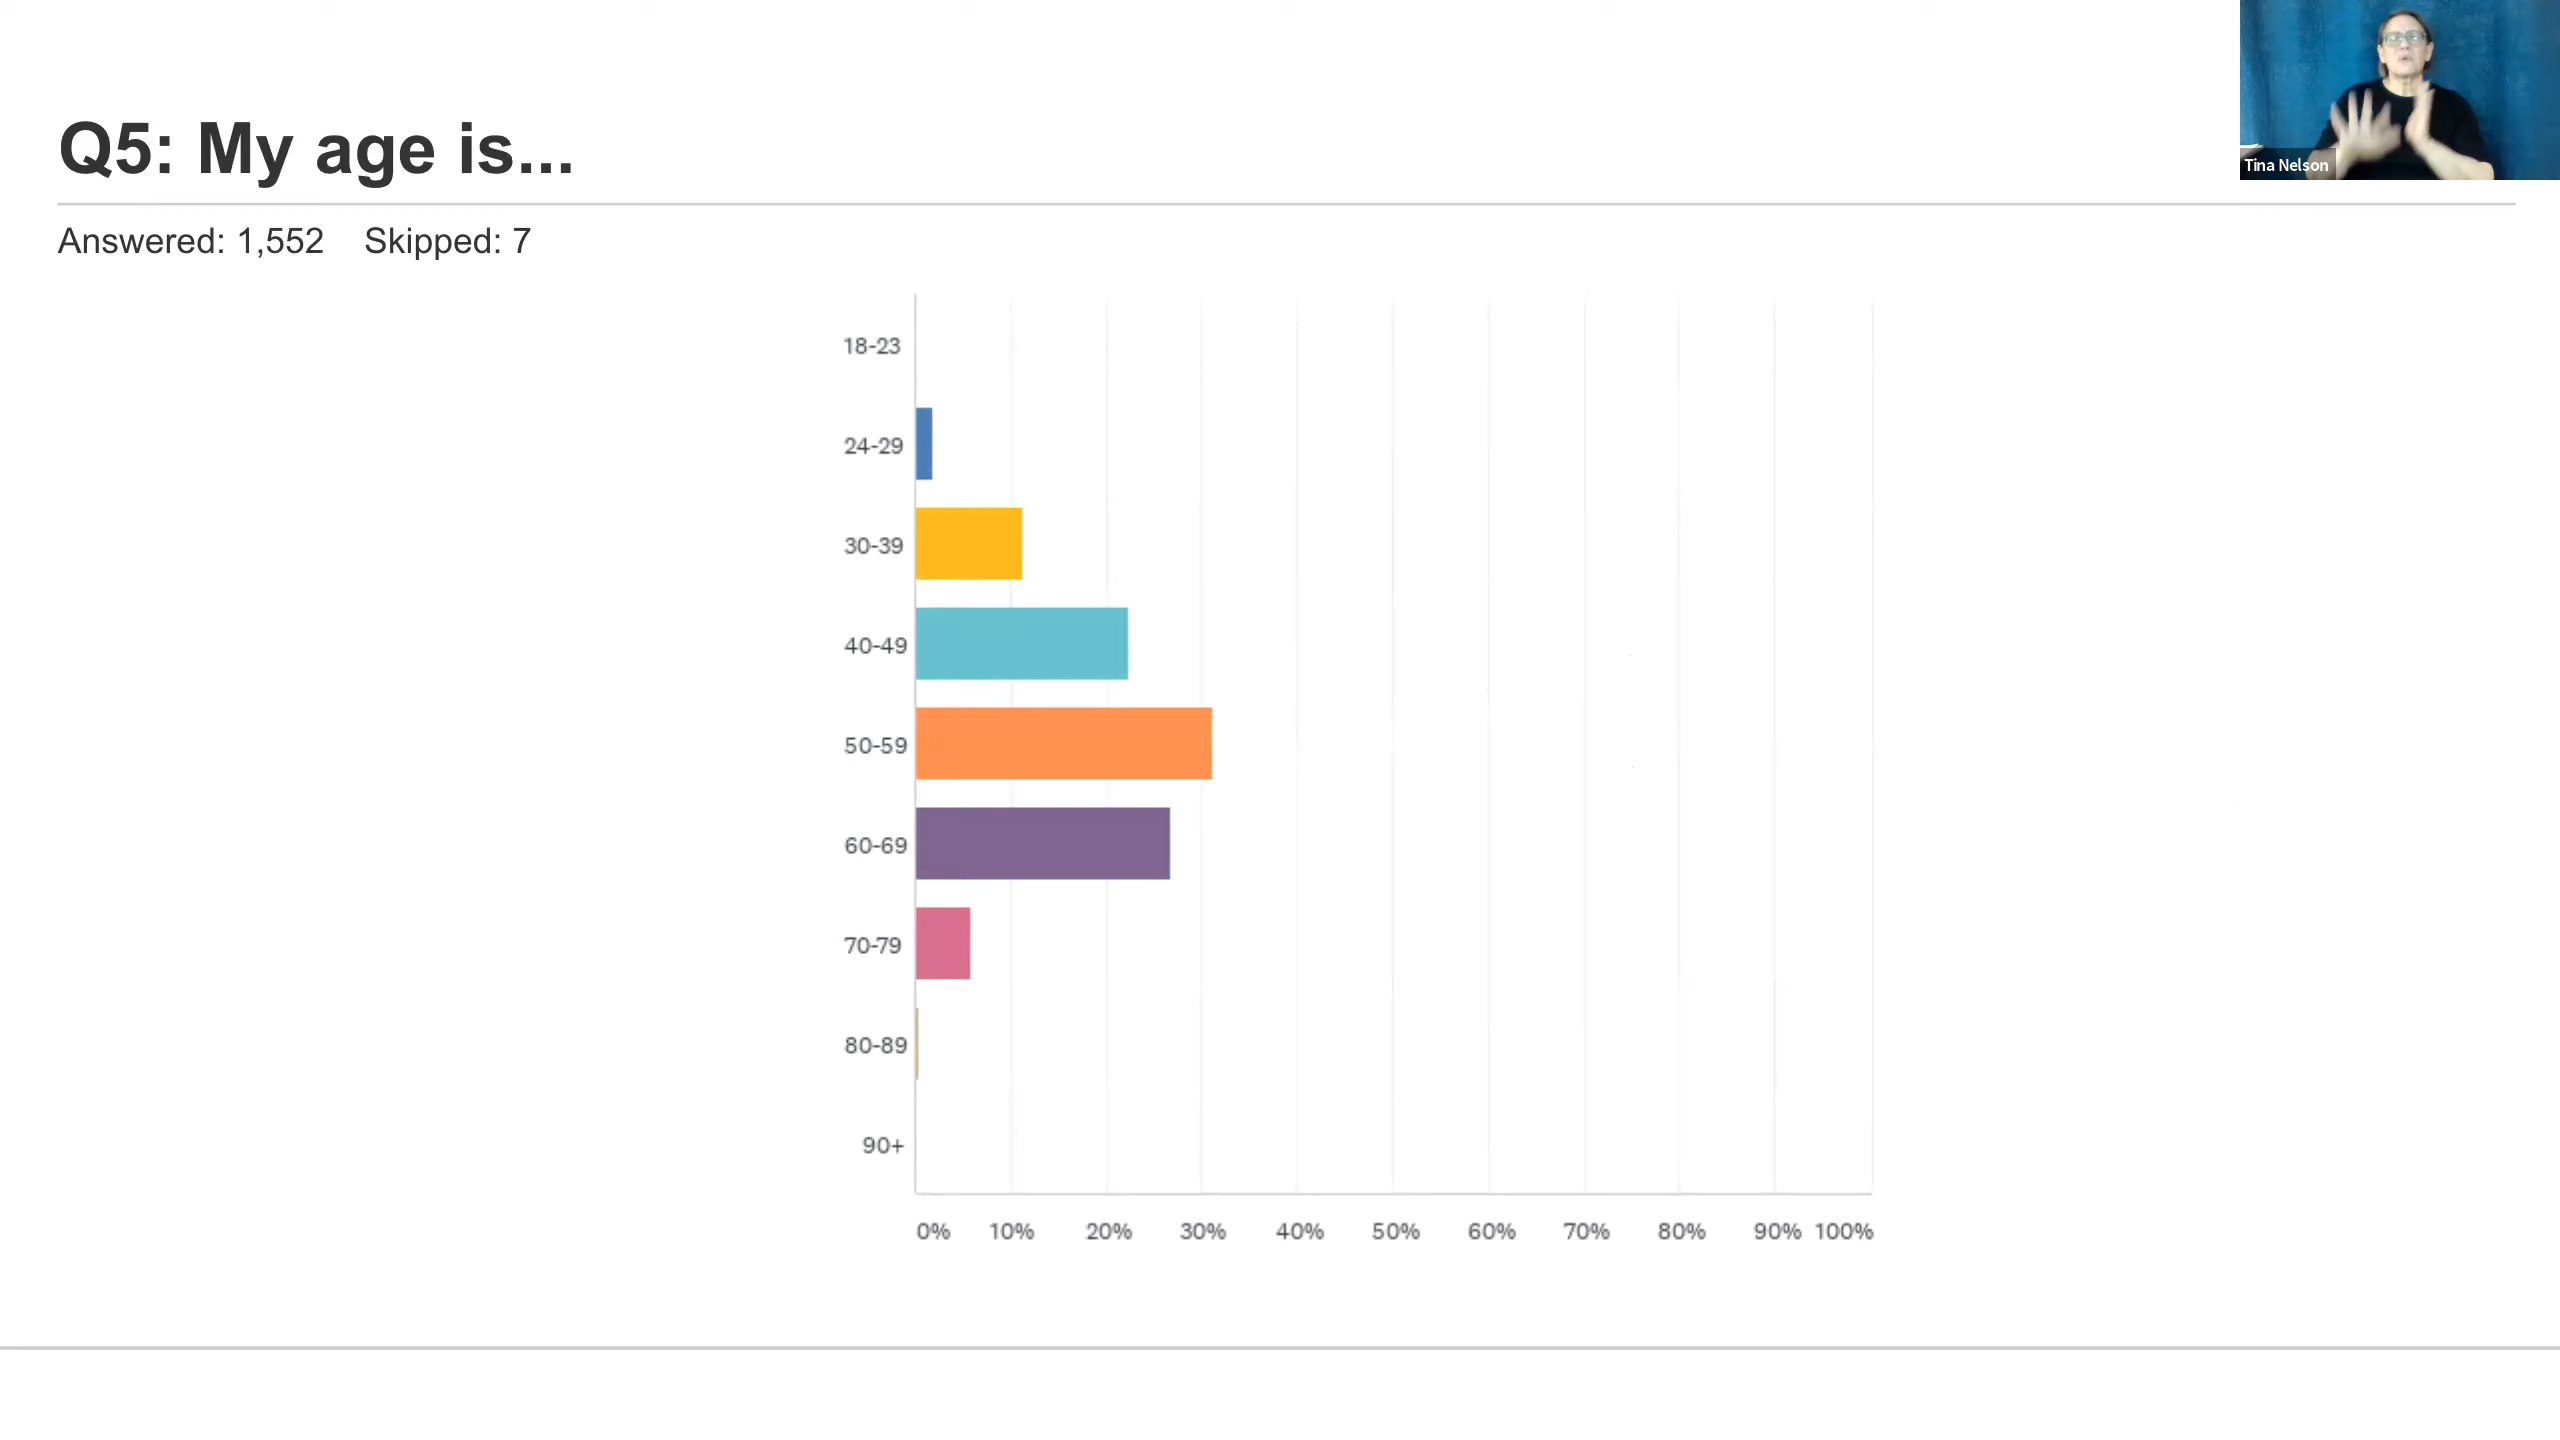 Q5: My age is...
Tina Nelson
Answered: 1,552 Skipped: 7
18-23
24-29
30-39
40-49
50-59
60-69
70-79
80-89
90+
0% 10% 20% 30% 40% 50% 60% 70% 80% 90% 100%